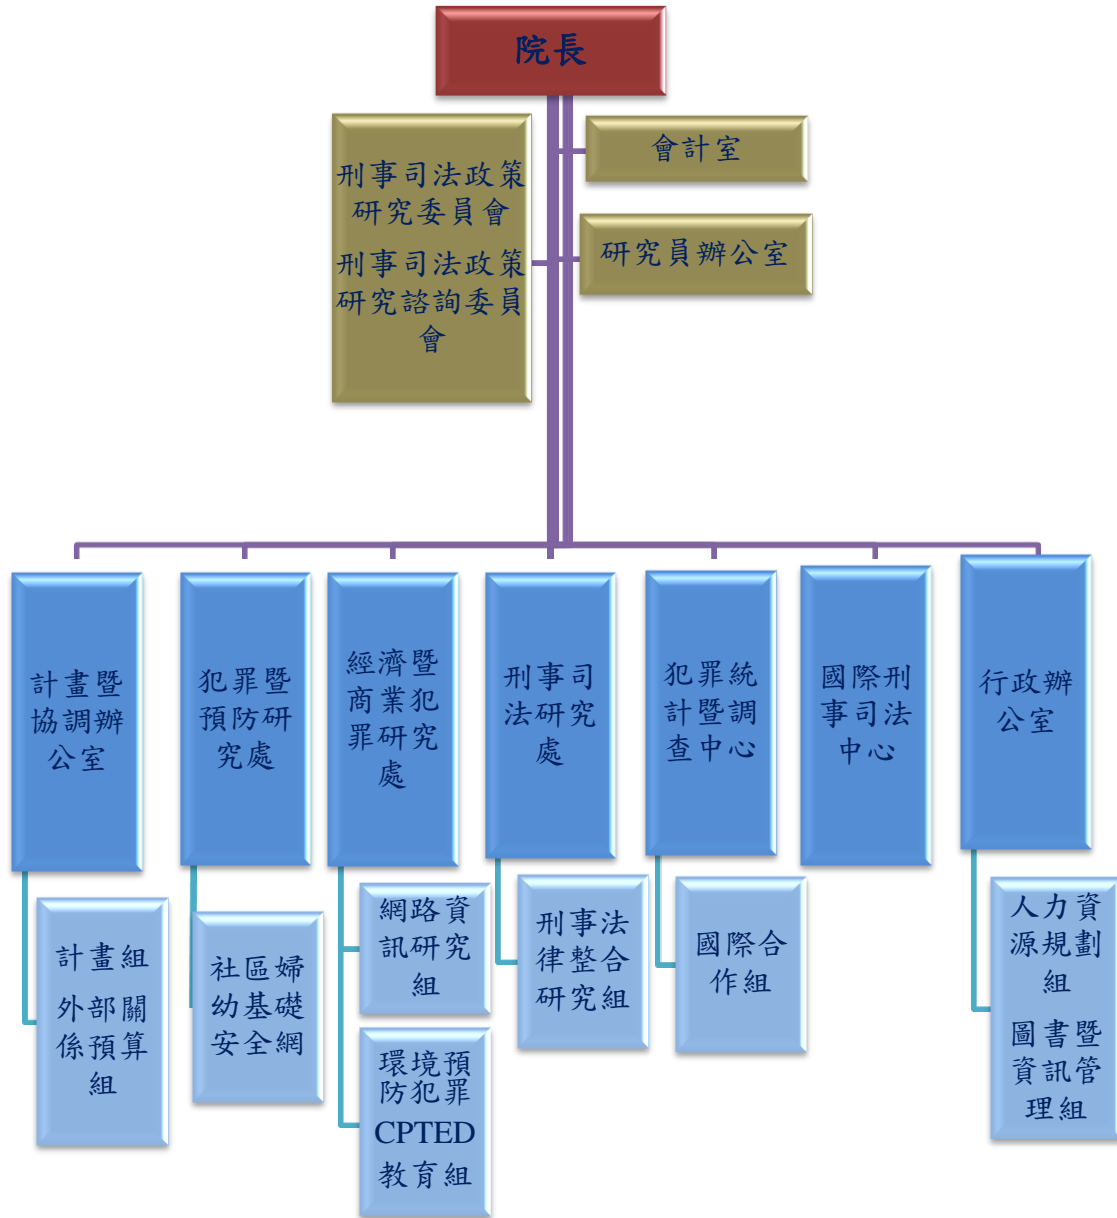 院長
刑事司法政策
研究委員會
刑事司法政策
研究諮詢委員
會
會計室
研究員辦公室
計畫暨
協調辦
公室
犯罪暨
預防研
究處
經濟暨
商業犯
罪研究
處
刑事司
法研究
處
犯罪統
計暨調
查中心
國際刑
事司法
中心
行政辦
公室
計畫組
外部關
係預算
組
社區婦
幼基礎
安全網
網路資
訊研究
組
環境預
防犯罪
CPTED
教育組
刑事法
律整合
研究組
國際合
作組
人力資
源規劃
組
圖書暨
資訊管
理組